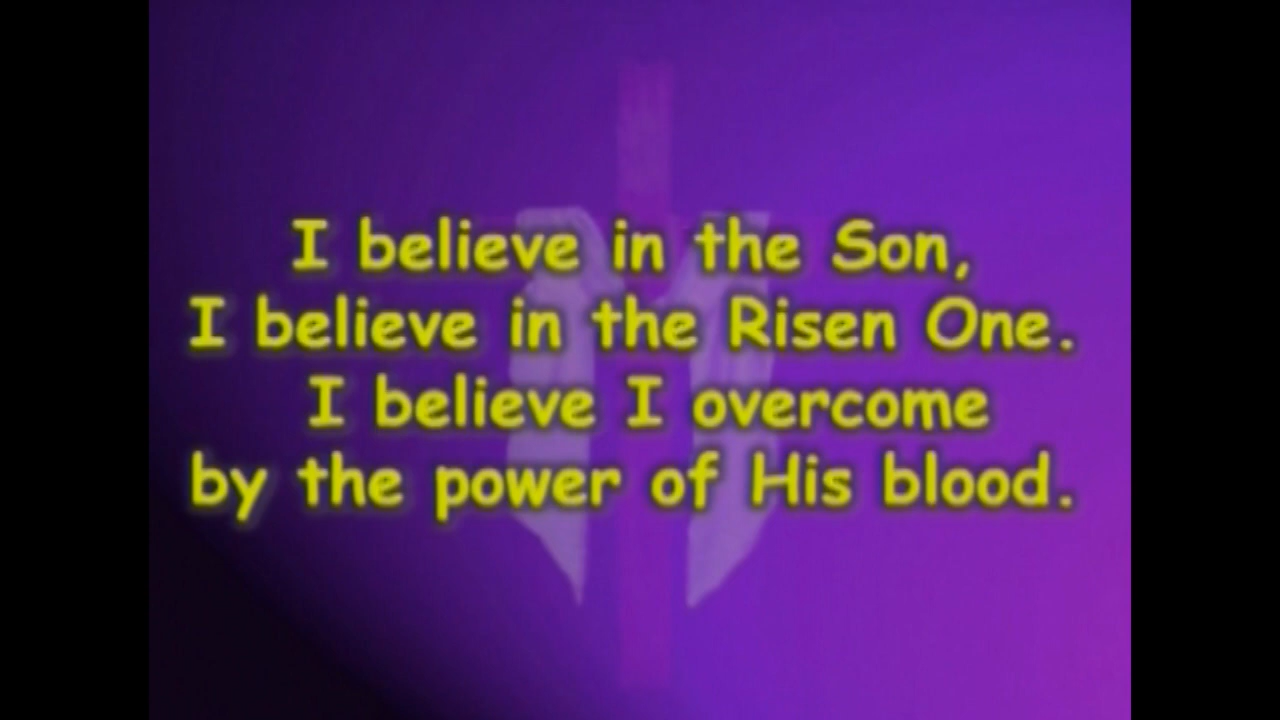 I believe in the Son,
I believe in the Risen One.
I believe I overcome
by the power of His blood.